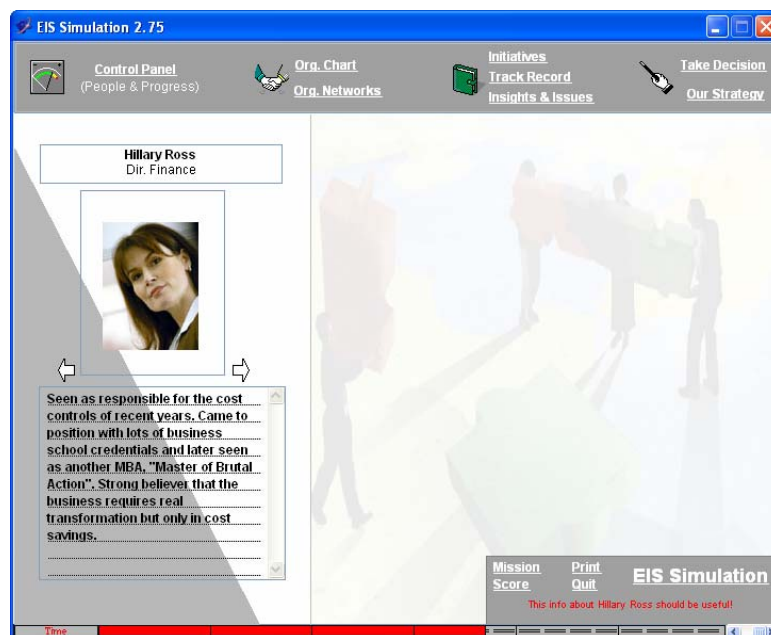 EIS Simulation 2.75
Control Panel
(People & Progress)
Org. Chart
Org. Networks
Initiatives
Track Record
Insights & Issues
Take Decision
Our Strategy
Hillary Ross
Dir. Finance
Seen as responsible for the cost
controls of recent years. Came to
position with lots of business
school credentials and later seen
as another MBA, "Master of Brutal
Action". Strong believer that the
business requires real
transformation but only in cost
savings.
Mission
Print
Score
Quit
EIS Simulation
This info about Hillary Ross should be useful!
Time